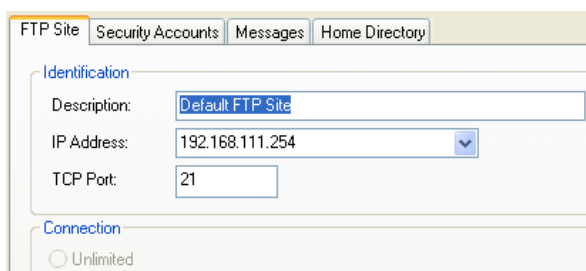 FTP Site Security Accounts Messages Home Directory
Identification
Description: Default FTP Site
IP Address: 192.168.111.254
TCP Port: 21
Connection
Unlimited